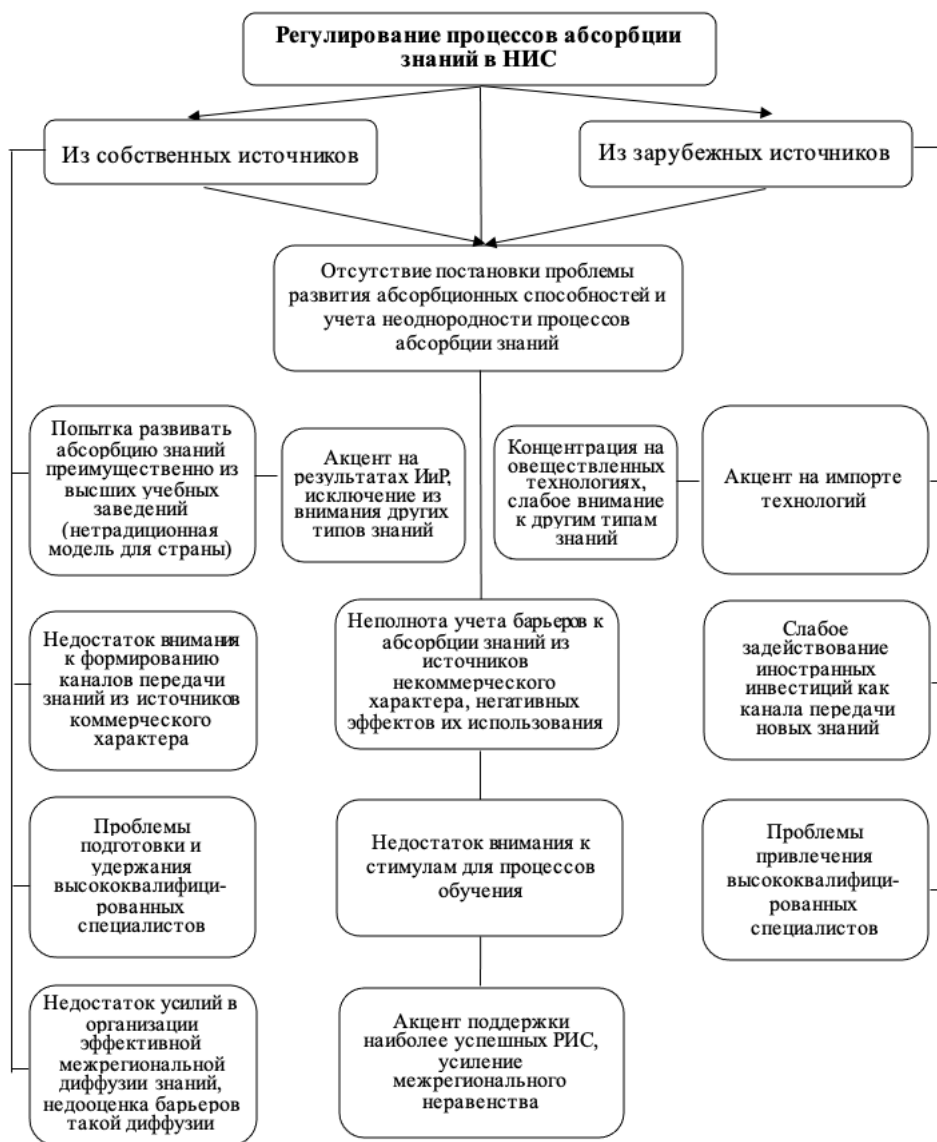 Регулирование процессов абсорбции
знаний в НИС
Из собственных источников
Из зарубежных источников
Отсутствие постановки проблемы
развития абсорбционных способностей и
учета неоднородности процессов
абсорбции знаний
Попытка развивать
абсорбцию знаний
преимущественно из
высших учебных
заведений
(нетрадиционная
модель для страны)
Акцент на
результатах ИиР,
исключение из
внимания других
типов знаний
Концентрация на
овеществленных
технологиях,
слабое внимание
к другим типам
знаний
Акцент на импорте
технологий
Недостаток внимания
к формированию
каналов передачи
знаний из источников
коммерческого
характера
Неполнота учета барьеров к
абсорбции знаний из
источников
некоммерческого
характера, негативных
эффектов их использования
Слабое
задействование
иностранных
инвестиций как
канала передачи
новых знаний
Проблемы
подготовки и
удержания
высококвалифици-
рованных
специалистов
Недостаток внимания к
стимулам для процессов
обучения
Проблемы
привлечения
высококвалифици-
рованных
специалистов
Недостаток усилий в
организации
эффективной
межрегиональной
диффузии знаний,
недооценка барьеров
такой диффузии
Акцент поддержки
наиболее успешных РИС,
усиление
межрегионального
неравенства